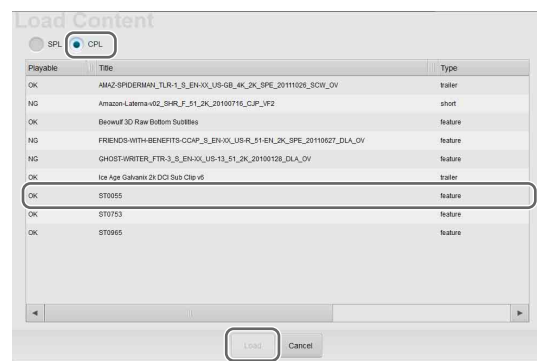 Load Content
SPL CPL
Playable Title Type
OK AMAZ-SPIDERMAN_TLR-1_S_EN-XX_US-GB_4K_2K_SPE_20111026_SCW_OV trailer
NG Amazon-Laterna-v02_SHR_F_51_2K_20100716_CJP_VF2 short
OK Beowulf 3D Raw Bottom Subtitles feature
NG FRIENDS-WITH-BENEFITS-CCAP_S_EN-XX_US-R_51-EN_2K_SPE_20110627_DLA_OV feature
NG GHOST-WRITER_FTR-3_S_EN-XX_US-13_51_2K_20100128_DLA_OV feature
OK Ice Age Galvanix 2k DCI Sub Clip v6 trailer
OK ST0055 feature
OK ST0753 feature
OK ST0965 feature
Load Cancel